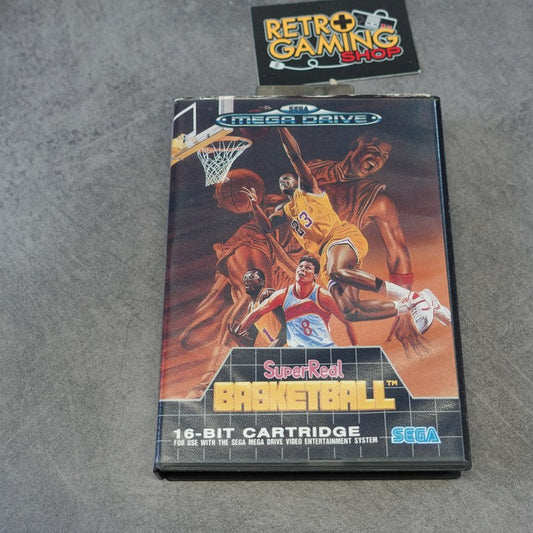 RETRO
GAMING
SHOP
SEGA
MEGA DRIVE
23
1
8
SuperReal
BASKETBALL™
16-BIT CARTRIDGE
FOR USE WITH THE SEGA MEGA DRIVE VIDEO ENTERTAINMENT SYSTEM
SEGA